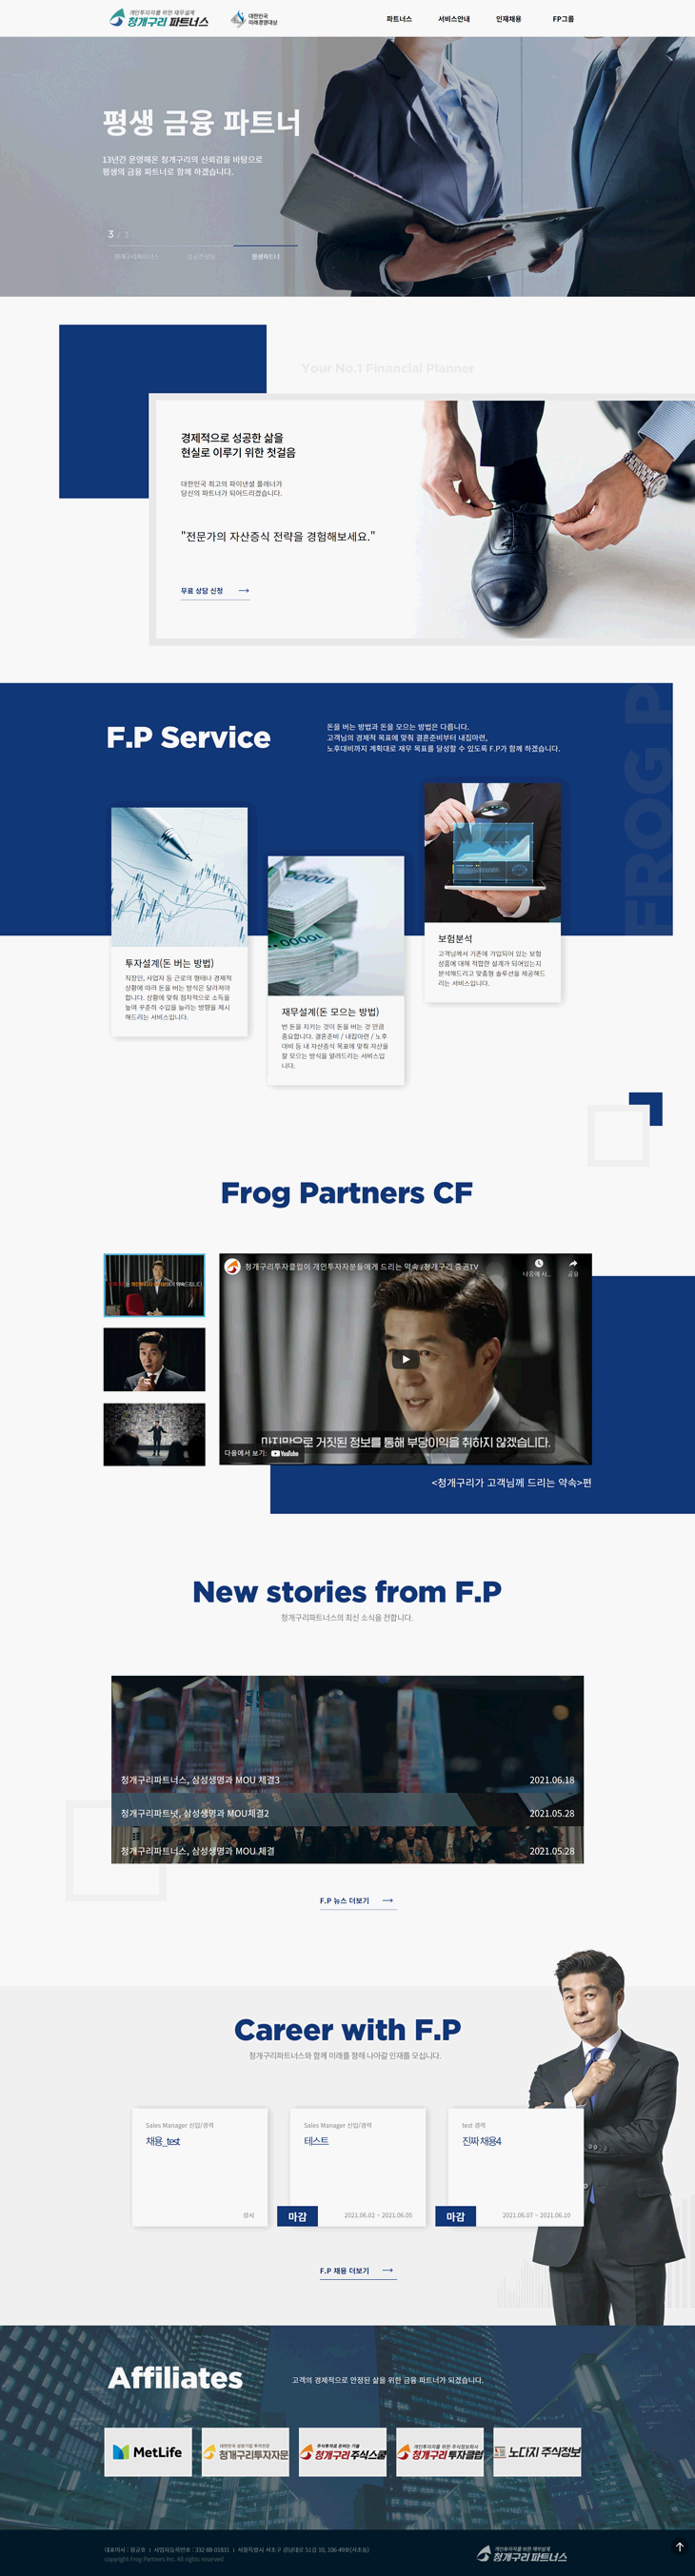 개인투자자를 위한 재무설계
청개구리 파트너스
대한민국
미래경영대상
파트너스
서비스안내
인재채용
FP그룹
평생 금융 파트너
13년간 운영해온 청개구리의 신뢰감을 바탕으로
평생의 금융 파트너로 함께 하겠습니다.
3 / 3
청개구리파트너스
평생파트너
Your No.1 Financial Planner
경제적으로 성공한 삶을
현실로 이루기 위한 첫걸음
대한민국 최고의 파이낸셜 플래너가
당신의 파트너가 되어드리겠습니다.
"전문가의 자산증식 전략을 경험해보세요."
무료 상담 신청
F.P Service
돈을 버는 방법과 돈을 모으는 방법은 다릅니다.
고객님의 경제적 목표에 맞춰 결혼준비부터 내집마련,
노후대비까지 계획대로 재무 목표를 달성할 수 있도록 F.P가 함께 하겠습니다.
FROG P
투자설계(돈 버는 방법)
직장인, 사업자 등 근로의 형태나 경제적
상황에 따라 돈을 버는 방식은 달라져야
합니다. 상황에 맞춰 점차적으로 소득을
높여 꾸준히 수입을 늘리는 방향을 제시
해드리는 서비스입니다.
재무설계(돈 모으는 방법)
번 돈을 지키는 것이 돈을 버는 것 만큼
중요합니다. 결혼준비 / 내집마련 / 노후
대비 등 내 자산증식 목표에 맞춰 자산을
잘 모으는 방식을 알려드리는 서비스입
니다.
보험분석
고객님께서 기존에 가입되어 있는 보험
상품에 대해 적합한 설계가 되어있는지
분석해드리고 맞춤형 솔루션을 제공해드
리는 서비스입니다.
Frog Partners CF
청개구리투자클럽이 개인투자자분들에게 드리는 약속 /청개구리 증권TV
나중에 시...
공유
마지막으로 거짓된 정보를 통해 부당이익을 취하지 않겠습니다.
다음에서 보기: YouTube
<청개구리가 고객님께 드리는 약속>편
New stories from F.P
청개구리파트너스의 최신 소식을 전합니다.
청개구리파트너스, 삼성생명과 MOU 체결3
2021.06.18
청개구리파트넛, 삼성생명과 MOU체결2
2021.05.28
청개구리파트너스, 삼성생명과 MOU 체결
2021.05.28
F.P 뉴스 더보기
Career with F.P
청개구리파트너스와 함께 미래를 향해 나아갈 인재를 모십니다.
Sales Manager 신입/경력
채용_test
상시
Sales Manager 신입/경력
테스트
마감
2021.06.02 ~ 2021.06.05
test 경력
진짜 채용4
마감
2021.06.07 ~ 2021.06.10
F.P 채용 더보기
Affiliates
고객의 경제적으로 안정된 삶을 위한 금융 파트너가 되겠습니다.
MetLife
청개구리투자자문
주식투자로 돈버는 기술
청개구리 주식스쿨
개인투자자를 위한 주식정보회사
청개구리 투자클럽
노다지 주식정보
사업자등록번호 : 332-88-01831
copyright Frog Partners Inc. All rights reserved
개인투자자를 위한 재무설계
청개구리 파트너스